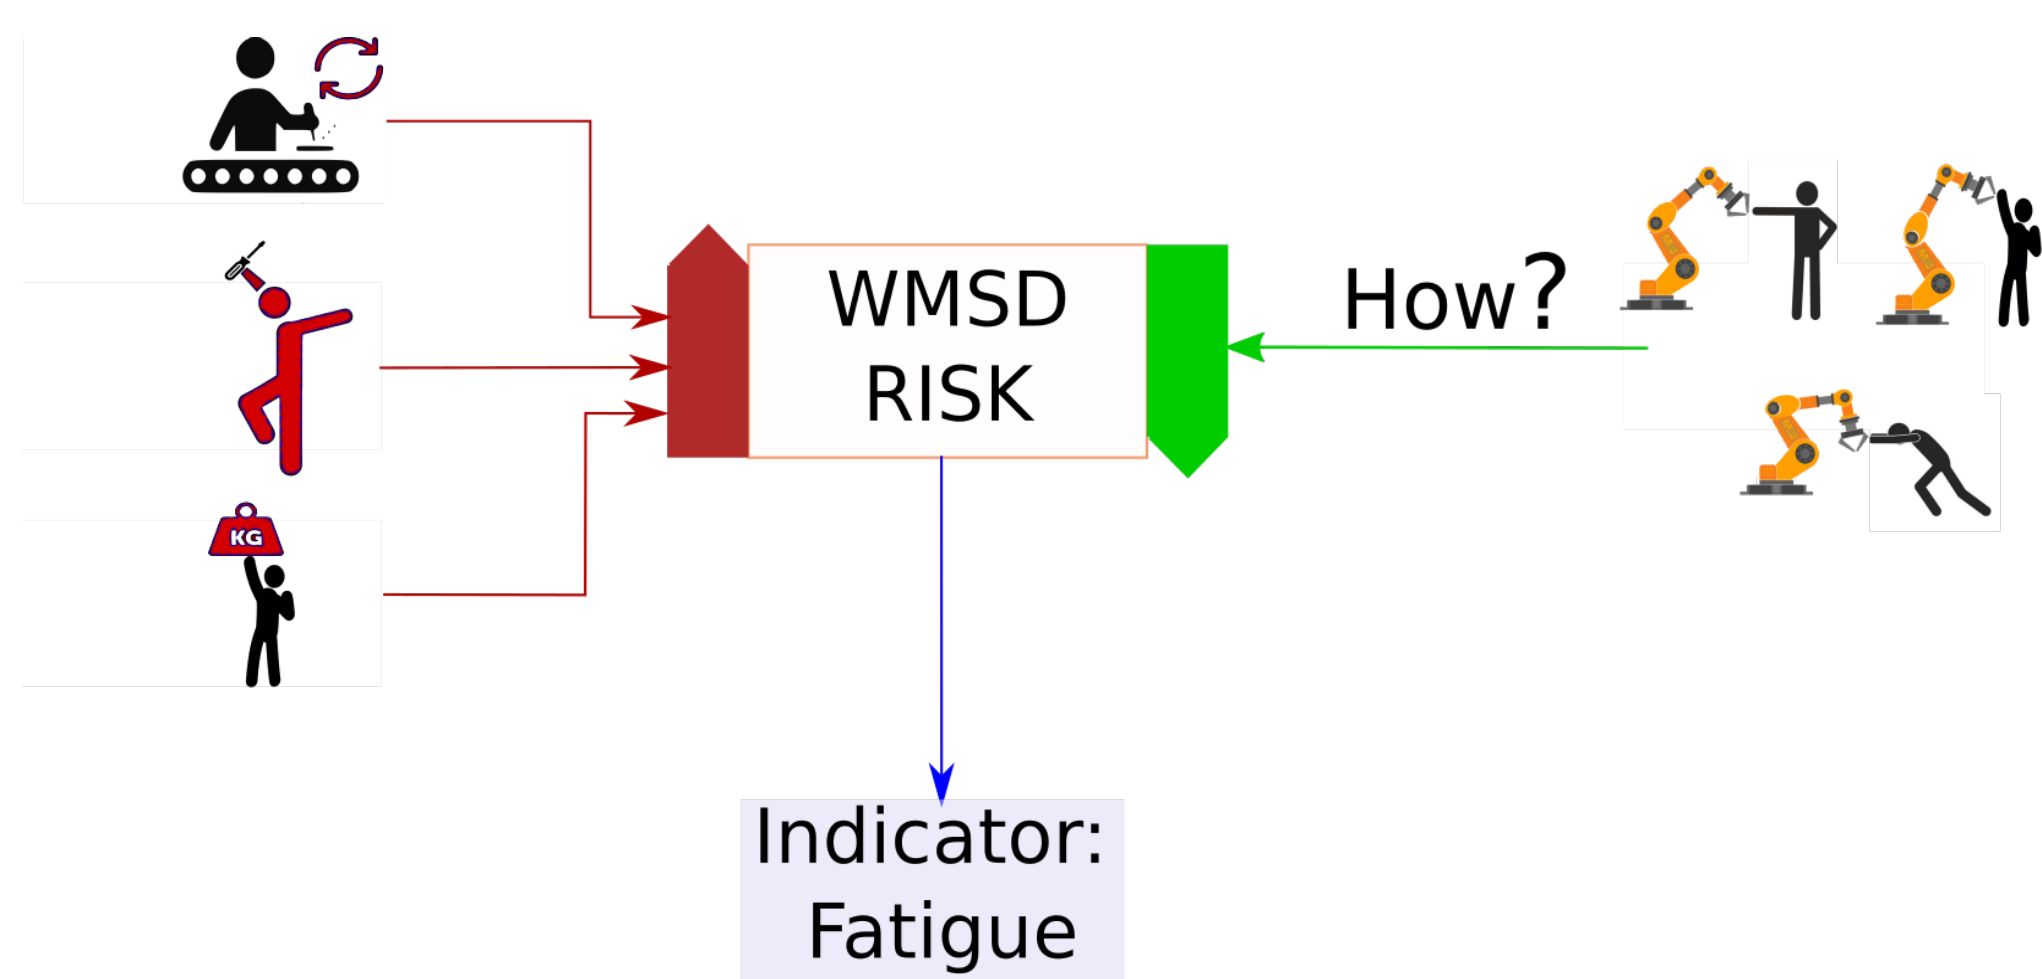 KG
WMSD
RISK
How?
Indicator:
Fatigue